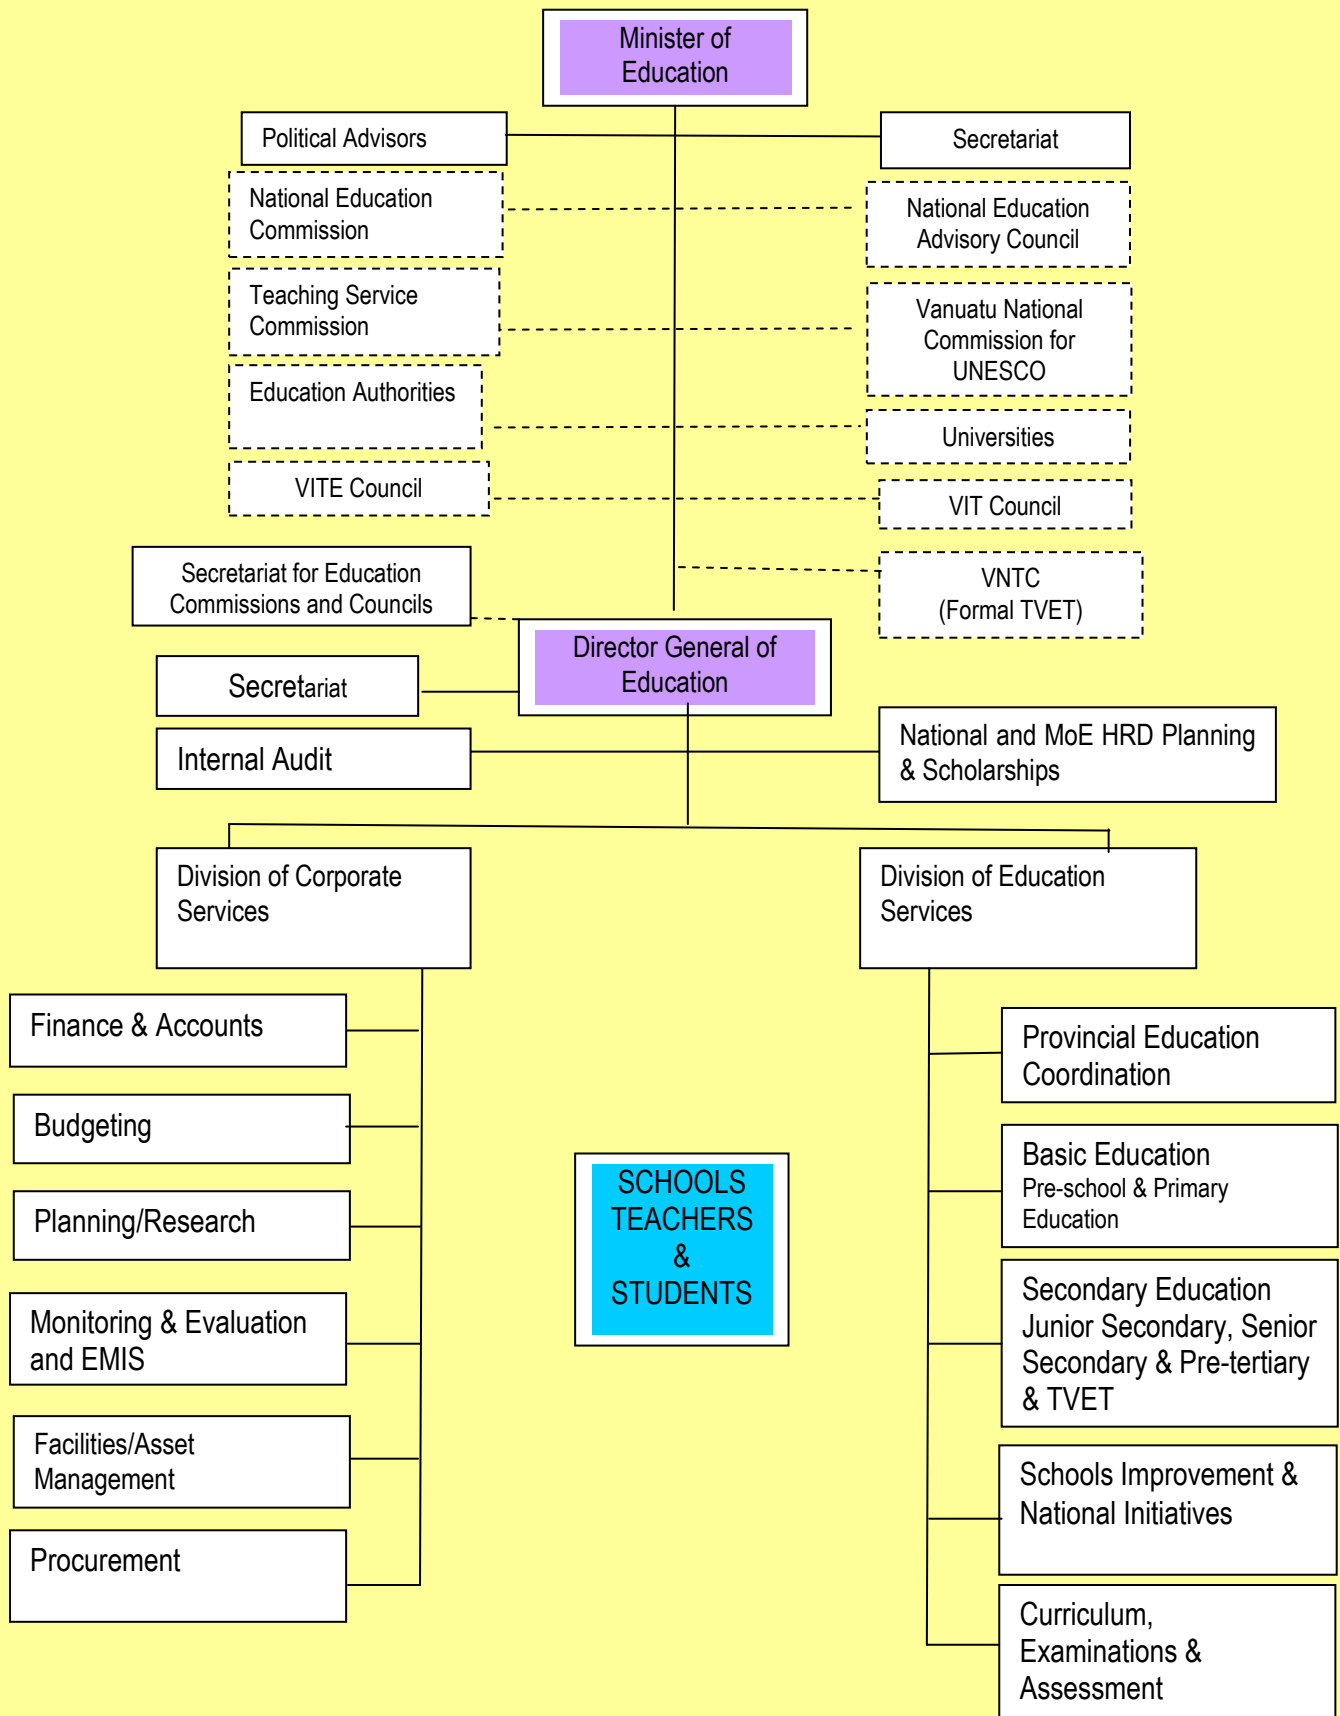 Minister of
Education
Political Advisors
Secretariat
National Education
Commission
National Education
Advisory Council
Teaching Service
Commission
Vanuatu National
Commission for
UNESCO
Education Authorities
Universities
VITE Council
VIT Council
Secretariat for Education
Commissions and Councils
VNTC
(Formal TVET)
Director General of
Education
Secretariat
Internal Audit
National and MoE HRD Planning
& Scholarships
Division of Corporate
Services
Division of Education
Services
Finance & Accounts
Budgeting
Planning/Research
Monitoring & Evaluation
and EMIS
Facilities/Asset
Management
Procurement
SCHOOLS
TEACHERS
&
STUDENTS
Provincial Education
Coordination
Basic Education
Pre-school & Primary
Education
Secondary Education
Junior Secondary, Senior
Secondary & Pre-tertiary
& TVET
Schools Improvement &
National Initiatives
Curriculum,
Examinations &
Assessment